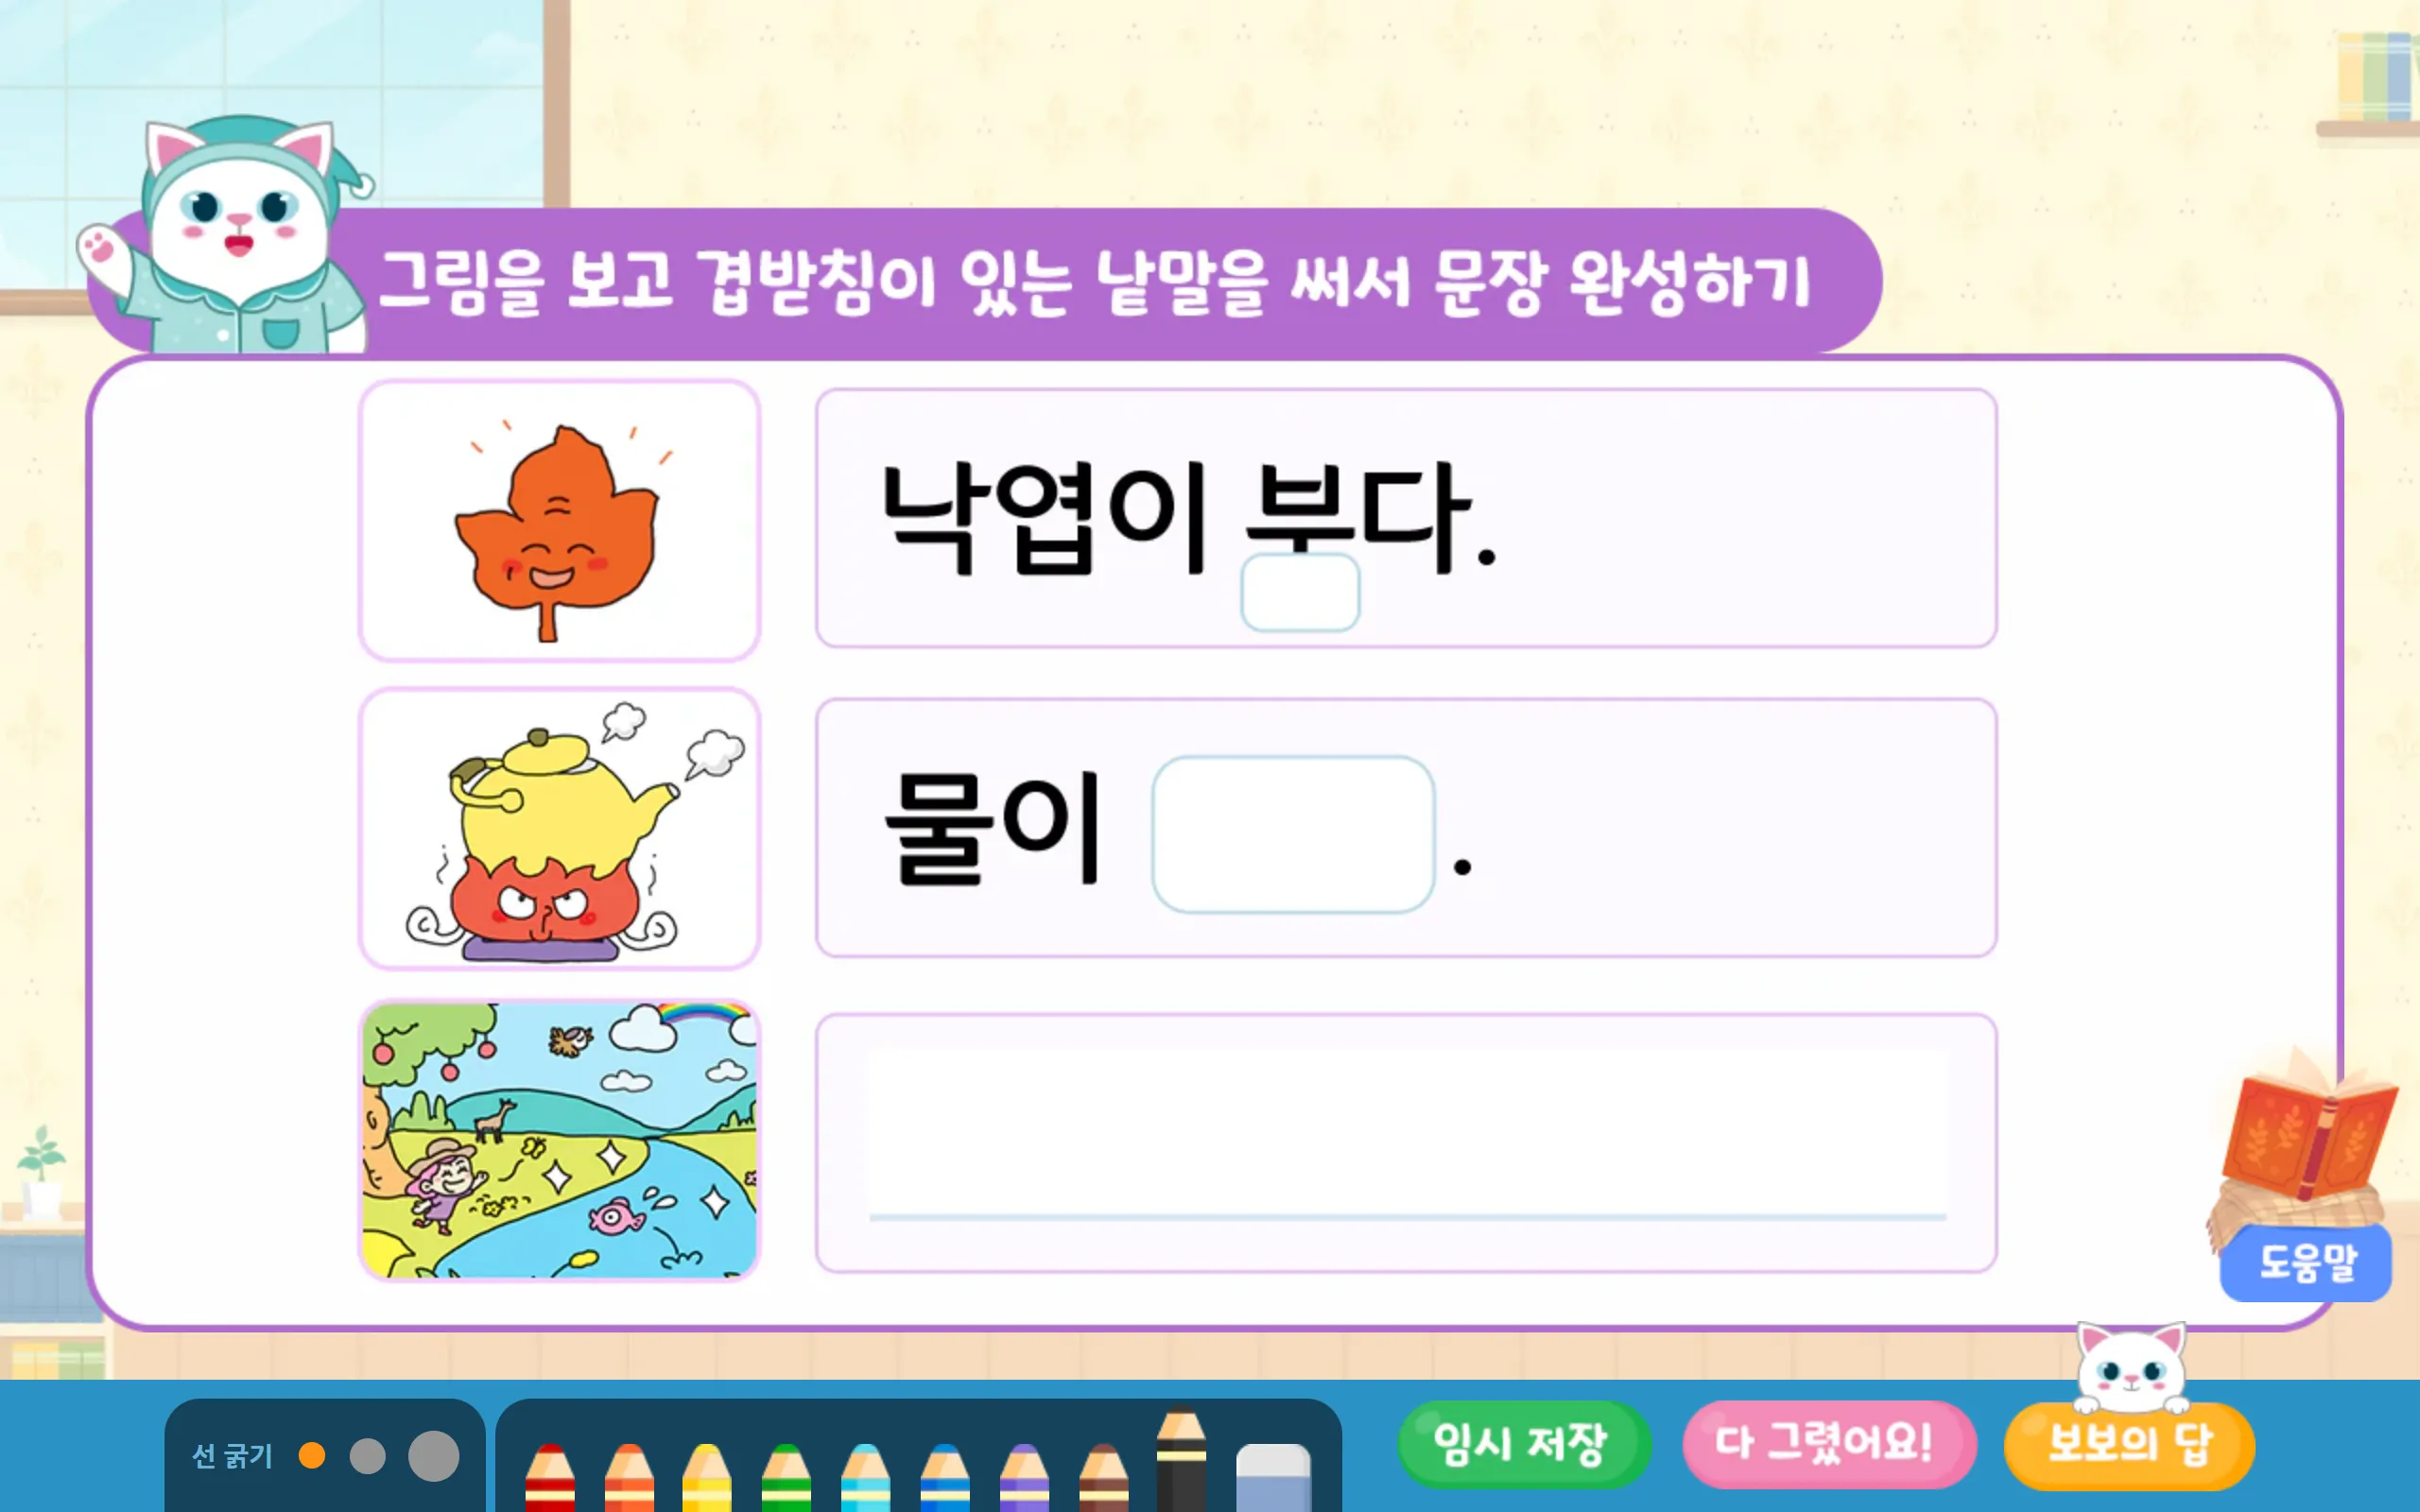 그림을 보고 겹받침이 있는 낱말을 써서 문장 완성하기
낙엽이 부다.
물이 .
도움말
선 굵기
임시 저장
다 그렸어요!
보보의 답